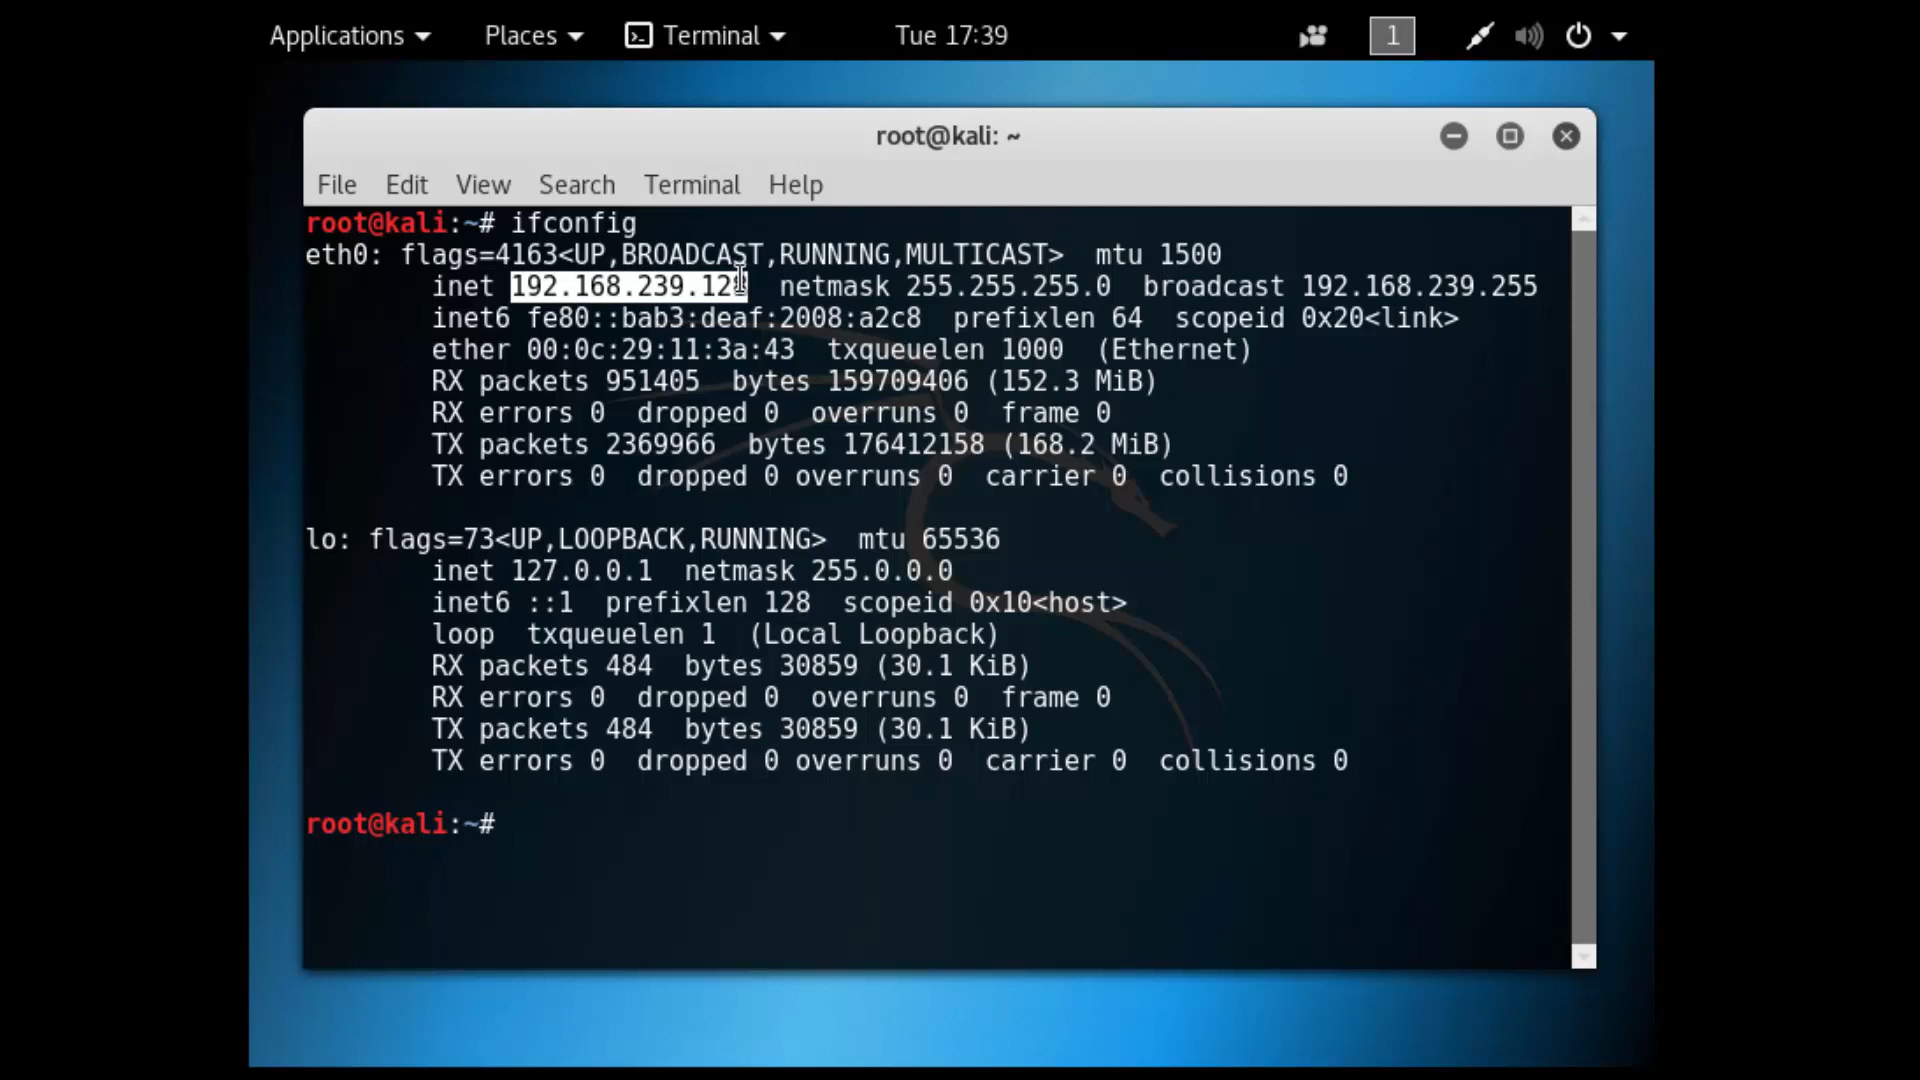 Applications Places Terminal Tue 17:39 1
root@kali: ~
File Edit View Search Terminal Help
root@kali:~# ifconfig
eth0: flags=4163<UP,BROADCAST,RUNNING,MULTICAST>  mtu 1500
        inet  netmask 255.255.255.0  broadcast 192.168.239.255
        inet6 fe80::bab3:deaf:2008:a2c8  prefixlen 64  scopeid 0x20<link>
        ether 00:0c:29:11:3a:43  txqueuelen 1000  (Ethernet)
        RX packets 951405  bytes 159709406 (152.3 MiB)
        RX errors 0  dropped 0  overruns 0  frame 0
        TX packets 2369966  bytes 176412158 (168.2 MiB)
        TX errors 0  dropped 0 overruns 0  carrier 0  collisions 0
lo: flags=73<UP,LOOPBACK,RUNNING>  mtu 65536
        inet 127.0.0.1  netmask 255.0.0.0
        inet6 ::1  prefixlen 128  scopeid 0x10<host>
        loop  txqueuelen 1  (Local Loopback)
        RX packets 484  bytes 30859 (30.1 KiB)
        RX errors 0  dropped 0  overruns 0  frame 0
        TX packets 484  bytes 30859 (30.1 KiB)
        TX errors 0  dropped 0 overruns 0  carrier 0  collisions 0
root@kali:~#